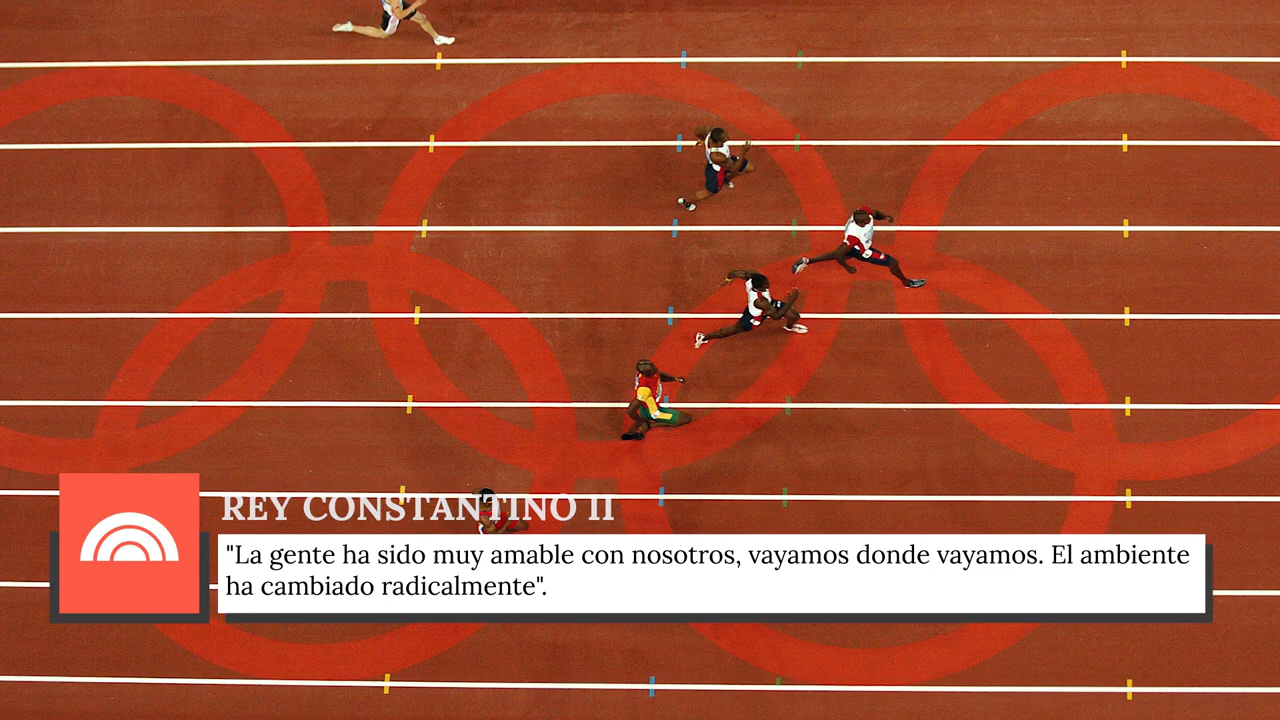 REY CONSTANTINO II
"La gente ha sido muy amable con nosotros, vayamos donde vayamos. El ambiente
ha cambiado radicalmente".